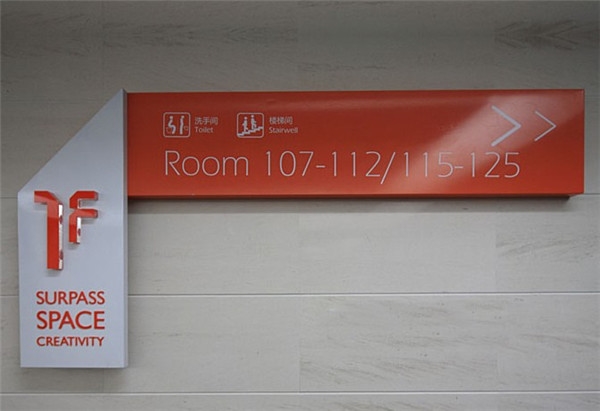 洗手间
Toilet
楼梯间
Stairwell
Room 107-112/115-125
1F
SURPASS
SPACE
CREATIVITY